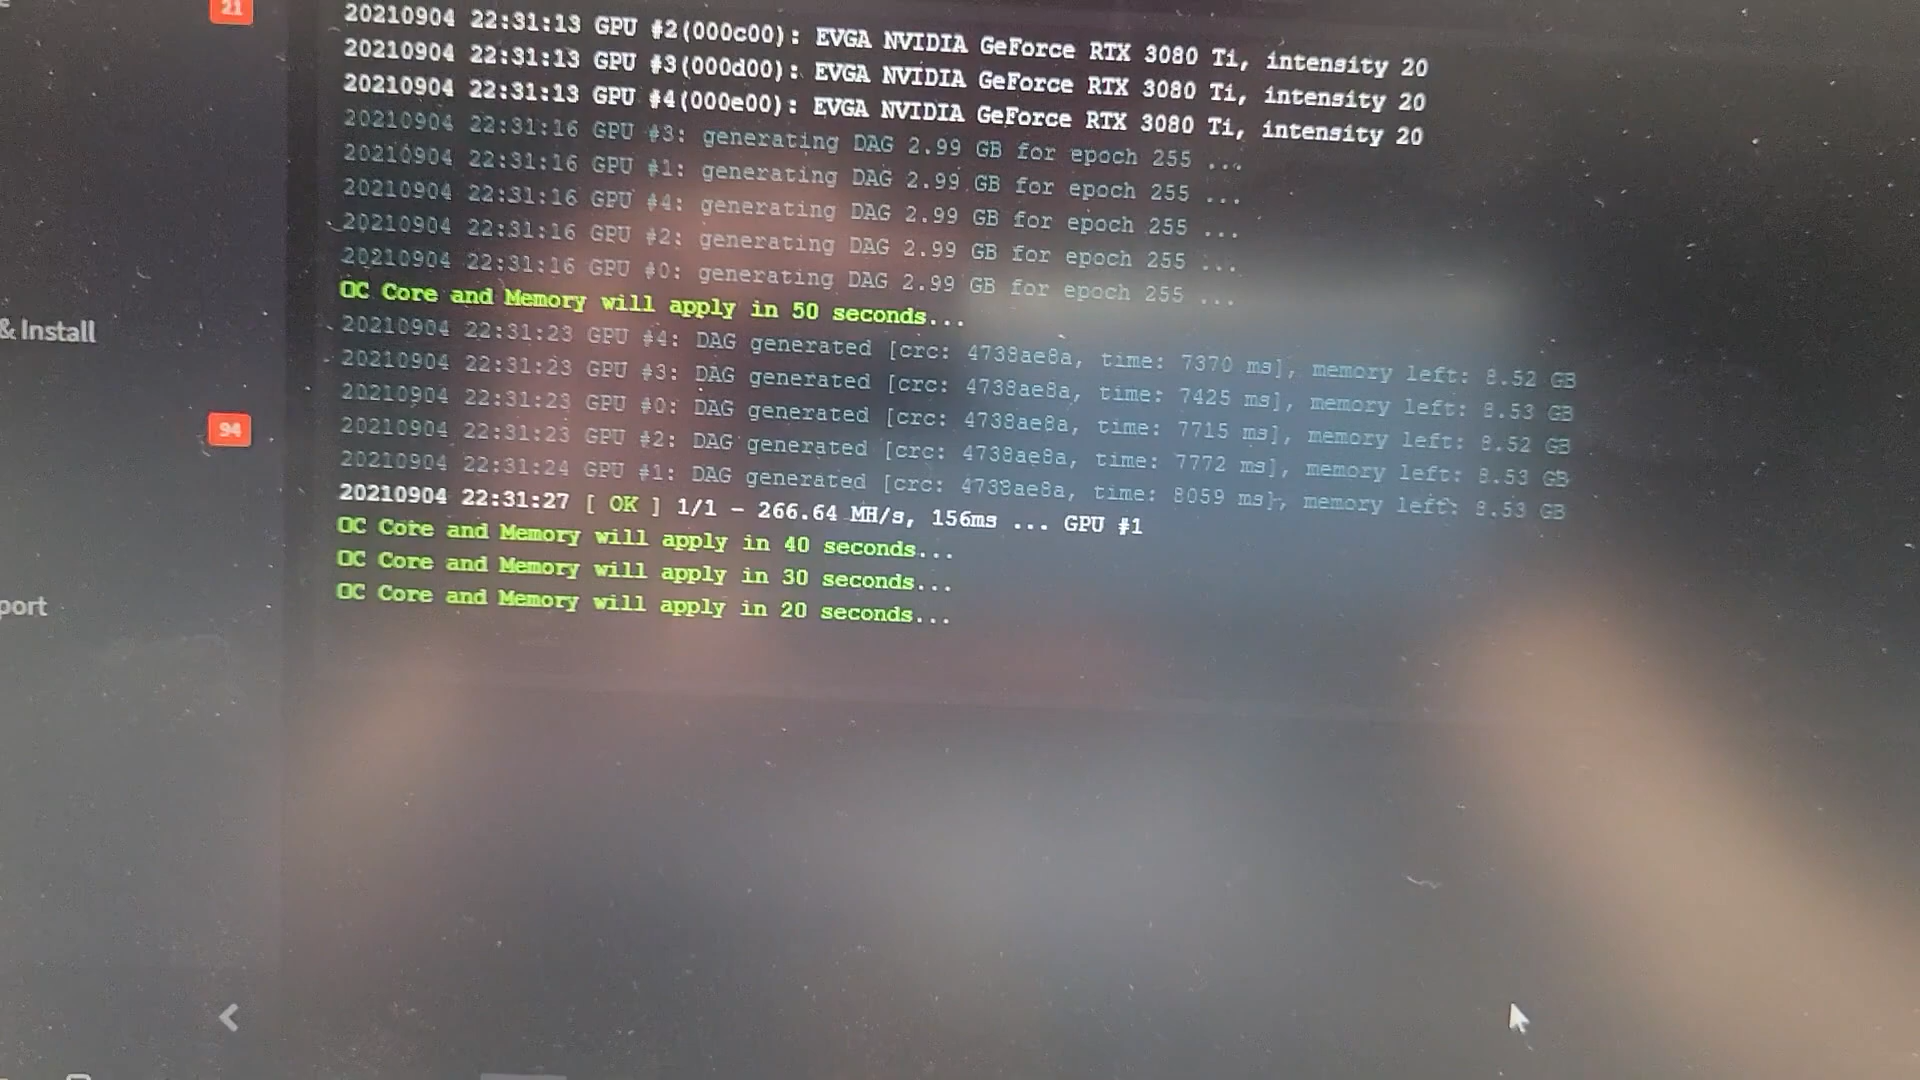 21
20210904 22:31:13 GPU #2(000c00): EVGA NVIDIA GeForce RTX 3080 Ti, intensity 20
20210904 22:31:13 GPU #3(000d00): EVGA NVIDIA GeForce RTX 3080 Ti, intensity 20
20210904 22:31:13 GPU #4(000e00): EVGA NVIDIA GeForce RTX 3080 Ti, intensity 20
20210904 22:31:16 GPU #3: generating DAG 2.99 GB for epoch 255 ...
20210904 22:31:16 GPU #1: generating DAG 2.99 GB for epoch 255 ...
20210904 22:31:16 GPU #4: generating DAG 2.99 GB for epoch 255 ...
20210904 22:31:16 GPU #2: generating DAG 2.99 GB for epoch 255 ...
20210904 22:31:16 GPU #0: generating DAG 2.99 GB for epoch 255 ...
OC Core and Memory will apply in 50 seconds...
20210904 22:31:23 GPU #4: DAG generated [crc: 4738ae8a, time: 7370 ms], memory left: 8.52 GB
20210904 22:31:23 GPU #3: DAG generated [crc: 4738ae8a, time: 7425 ms], memory left: 8.53 GB
20210904 22:31:23 GPU #0: DAG generated [crc: 4738ae8a, time: 7715 ms], memory left: 8.52 GB
20210904 22:31:23 GPU #2: DAG generated [crc: 4738ae8a, time: 7772 ms], memory left: 8.53 GB
20210904 22:31:24 GPU #1: DAG generated [crc: 4738ae8a, time: 8059 ms], memory left: 8.53 GB
20210904 22:31:27 [ OK ] 1/1 - 266.64 MH/s, 156ms ... GPU #1
OC Core and Memory will apply in 40 seconds...
OC Core and Memory will apply in 30 seconds...
OC Core and Memory will apply in 20 seconds...
& Install
94
port